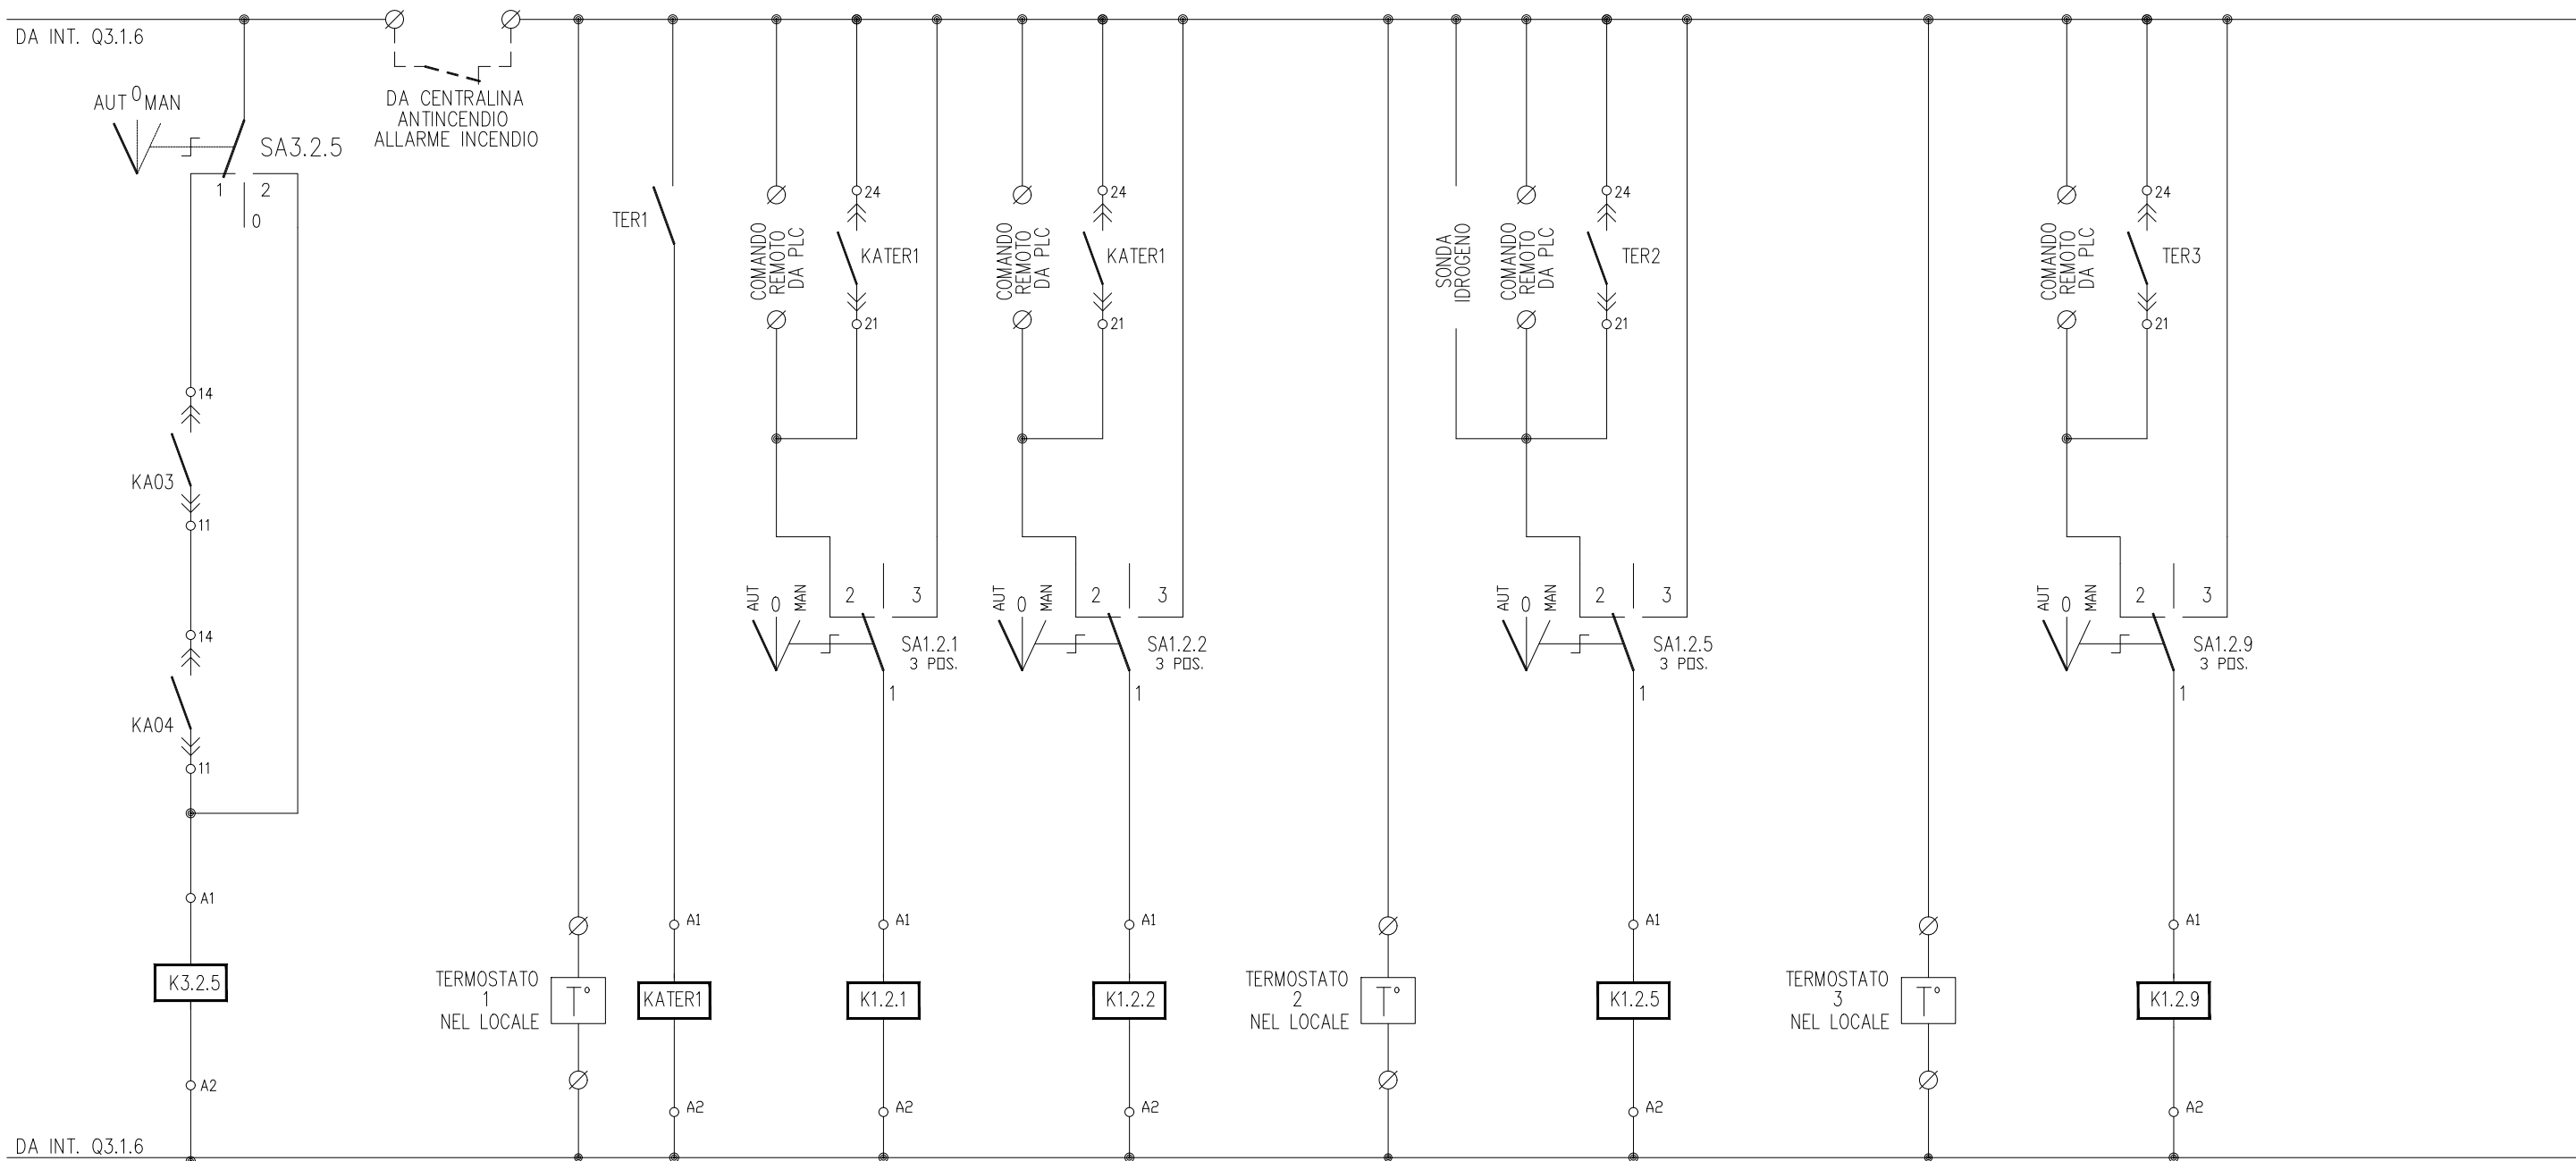 DA INT. Q3.1.6
AUT 0 MAN
SA3.2.5
1 2
0
14
KA03
11
14
KA04
11
A1
K3.2.5
A2
DA INT. Q3.1.6
DA CENTRALINA
ANTINCENDIO
ALLARME INCENDIO
TERMOSTATO
1
NEL LOCALE
T°
TER1
A1
KATER1
A2
COMANDO
REMOTO
DA PLC
24
KATER1
21
AUT 0 MAN
2 3
SA1.2.1
3 POS.
1
A1
K1.2.1
A2
COMANDO
REMOTO
DA PLC
24
KATER1
21
AUT 0 MAN
2 3
SA1.2.2
3 POS.
1
A1
K1.2.2
A2
TERMOSTATO
2
NEL LOCALE
T°
SONDA
IDROGENO
COMANDO
REMOTO
DA PLC
24
TER2
21
AUT 0 MAN
2 3
SA1.2.5
3 POS.
1
A1
K1.2.5
A2
TERMOSTATO
3
NEL LOCALE
T°
COMANDO
REMOTO
DA PLC
24
TER3
21
AUT 0 MAN
2 3
SA1.2.9
3 POS.
1
A1
K1.2.9
A2